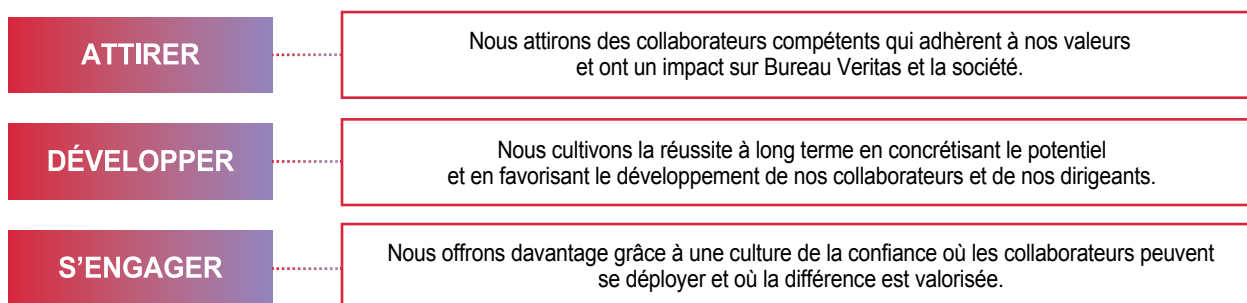 ATTIRER
Nous attirons des collaborateurs compétents qui adhèrent à nos valeurs
et ont un impact sur Bureau Veritas et la société.
DÉVELOPPER
Nous cultivons la réussite à long terme en concrétisant le potentiel
et en favorisant le développement de nos collaborateurs et de nos dirigeants.
S'ENGAGER
Nous offrons davantage grâce à une culture de la confiance où les collaborateurs peuvent
se déployer et où la différence est valorisée.